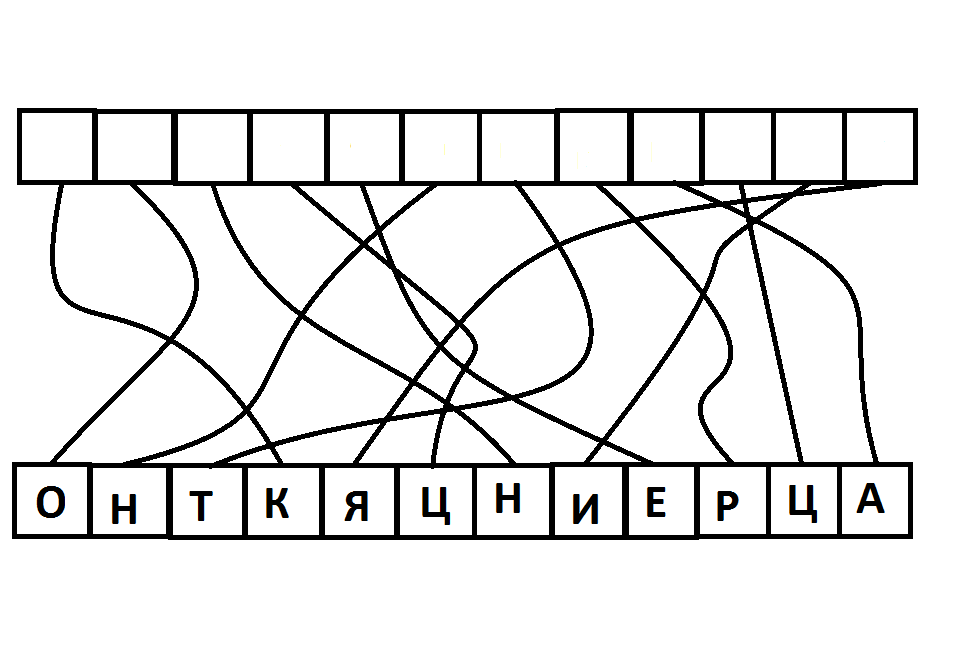 О Н Т К Я Ц Н И Е Р Ц А